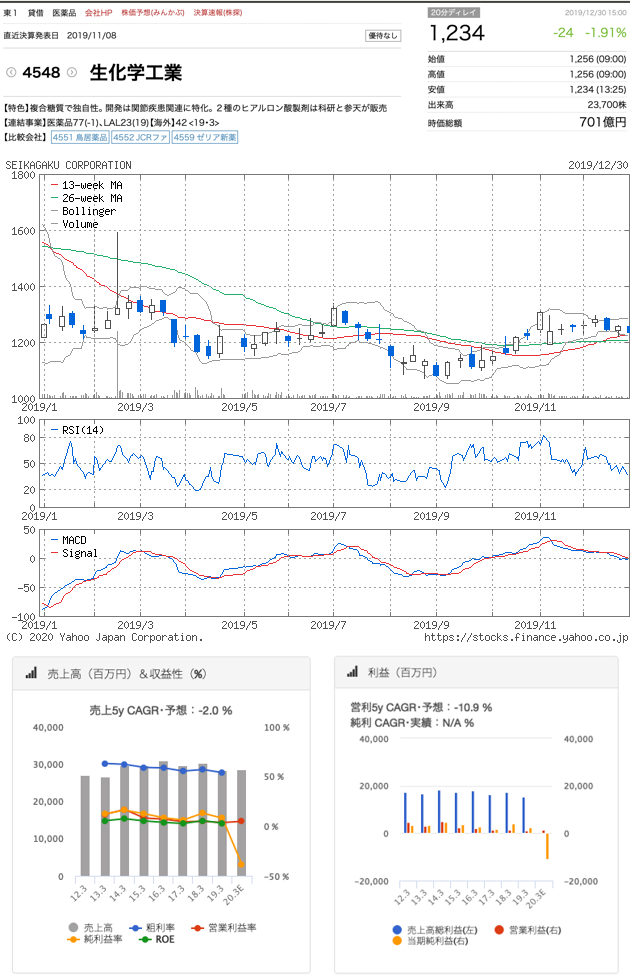 東1 貸借 医薬品 会社HP 株価予想(みんかぶ) 決算速報(株探)
直近決算発表日 2019/11/08 優待なし
4548 生化学工業
【特色】複合糖質で独自性。開発は関節疾患関連に特化。2種のヒアルロン酸製剤は科研と参天が販売
【連結事業】医薬品77(-1)、LAL23(19)【海外】42 <19・3>
【比較会社】 4551 鳥居薬品 4552 JCRファ 4559 ゼリア新薬
20分ディレイ 2019/12/30 15:00
1,234 -24 -1.91%
始値 1,256 (09:00)
高値 1,256 (09:00)
安値 1,234 (13:25)
出来高 23,700株
時価総額 701億円
SEIKAGAKU CORPORATION 2019/12/30
1800
1600
1400
1200
1000
13-week MA
26-week MA
Bollinger
Volume
2019/1 2019/3 2019/5 2019/7 2019/9 2019/11
100
80
50
20
0
RSI(14)
2019/1 2019/3 2019/5 2019/7 2019/9 2019/11
50
0
-50
-100
MACD
Signal
2019/1 2019/3 2019/5 2019/7 2019/9 2019/11
(C) 2020 Yahoo Japan Corporation. https://stocks.finance.yahoo.co.jp
売上高（百万円）＆収益性（%）
売上5y CAGR・予想：-2.0 %
40,000
30,000
20,000
10,000
0
100 %
50 %
0 %
-50 %
12.3 13.3 14.3 15.3 16.3 17.3 18.3 19.3 20.3E
売上高 粗利率 営業利益率
純利益率 ROE
利益（百万円）
営利5y CAGR・予想：-10.9 %
純利 CAGR・実績：N/A %
40,000
20,000
0
-20,000
40,000
20,000
0
-20,000
12.3 13.3 14.3 15.3 16.3 17.3 18.3 19.3 20.3E
売上高総利益(左) 営業利益(右)
当期純利益(右)